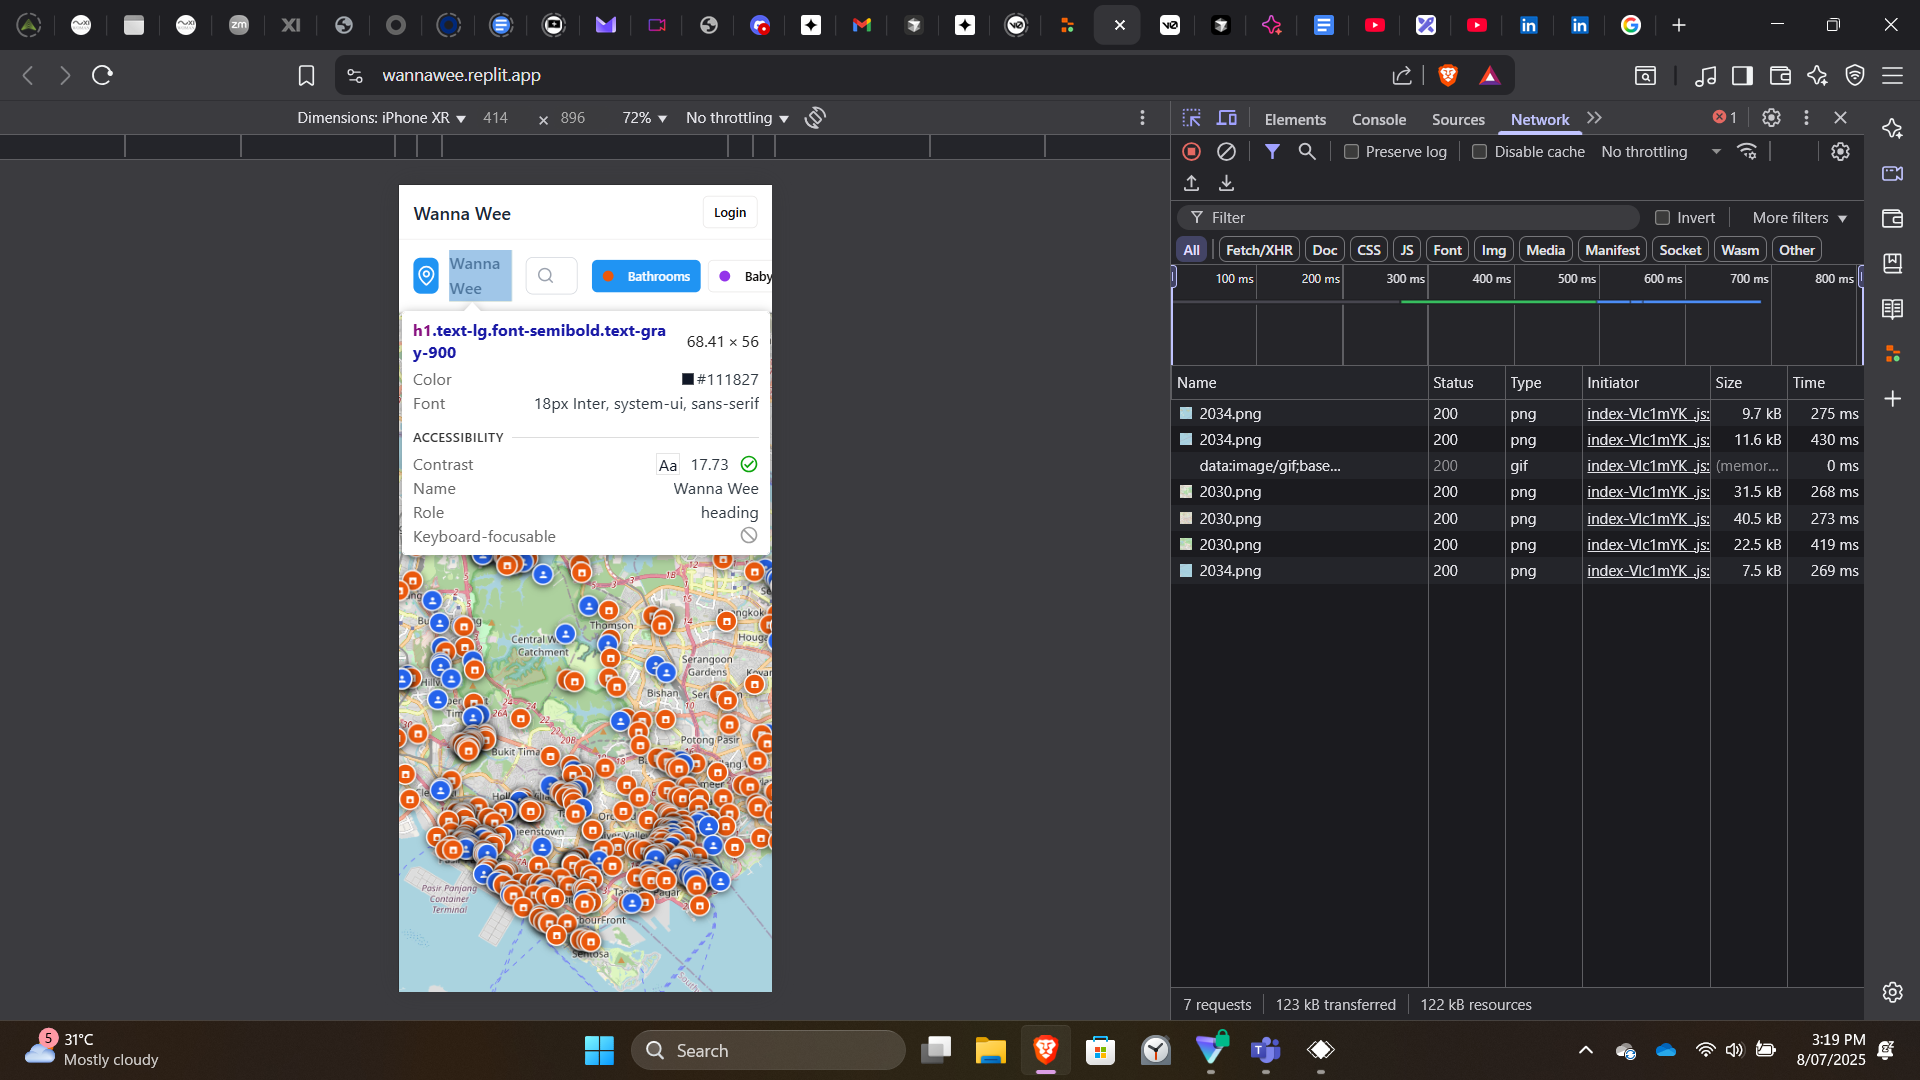 wannawee.replit.app
Dimensions: iPhone XR 414 × 896 72% No throttling
Elements Console Sources Network 1
Preserve log Disable cache No throttling
Filter Invert More filters
All Fetch/XHR Doc CSS JS Font Img Media Manifest Socket Wasm Other
100 ms 200 ms 300 ms 400 ms 500 ms 600 ms 700 ms 800 ms
Name Status Type Initiator Size Time
2034.png 200 png index-VIc1mYK_.js: 9.7 kB 275 ms
2034.png 200 png index-VIc1mYK_.js: 11.6 kB 430 ms
data:image/gif;base... 200 gif index-VIc1mYK_.js: (memor... 0 ms
2030.png 200 png index-VIc1mYK_.js: 31.5 kB 268 ms
2030.png 200 png index-VIc1mYK_.js: 40.5 kB 273 ms
2030.png 200 png index-VIc1mYK_.js: 22.5 kB 419 ms
2034.png 200 png index-VIc1mYK_.js: 7.5 kB 269 ms
7 requests 123 kB transferred 122 kB resources
Wanna Wee Login
Wanna
Wee
Bathrooms Baby
h1.text-lg.font-semibold.text-gra
y-900
68.41 × 56
Color #111827
Font 18px Inter, system-ui, sans-serif
ACCESSIBILITY
Contrast Aa 17.73
Name Wanna Wee
Role heading
Keyboard-focusable
Thomson
Central W
Catchment
Serangoon
Gardens
Bishan
Bukit Tima
Potong Pasir
Pasir Panjang
Container
Terminal
Sentosa
5
31°C
Mostly cloudy
Search
3:19 PM
8/07/2025